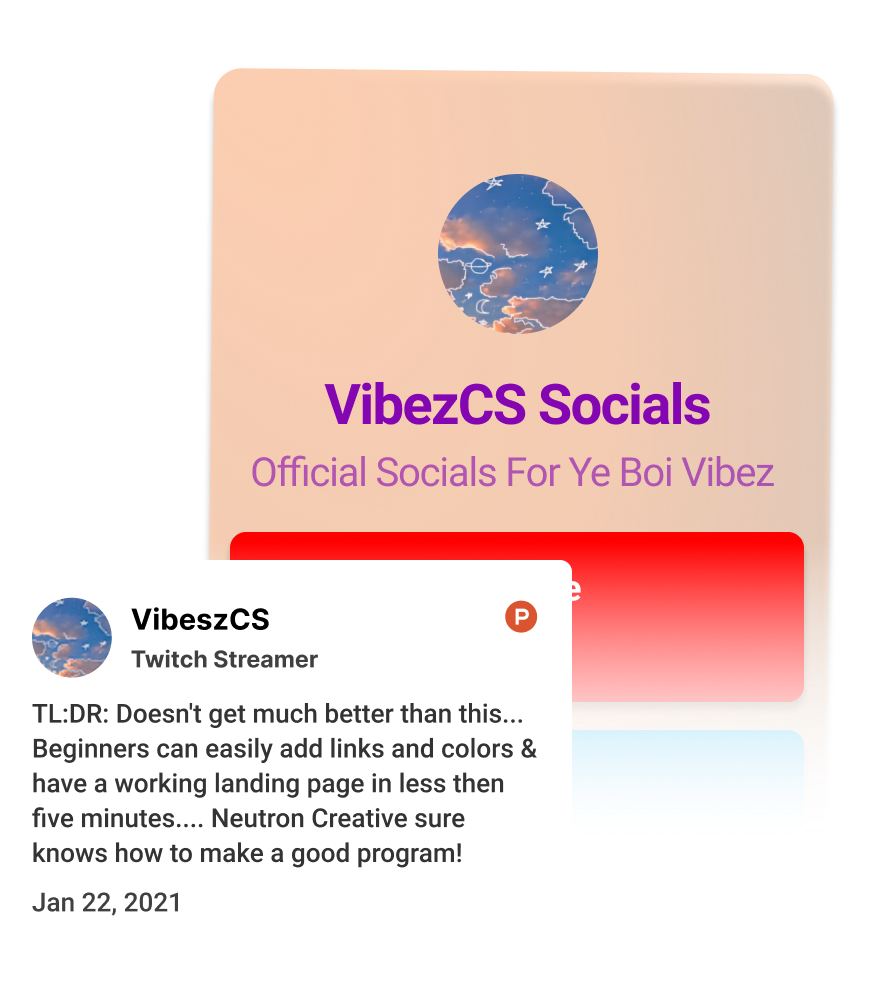 VibezCS Socials
Official Socials For Ye Boi Vibez
e
VibeszCS
P
Twitch Streamer
TL:DR: Doesn't get much better than this...
Beginners can easily add links and colors &
have a working landing page in less then
five minutes.... Neutron Creative sure
knows how to make a good program!
Jan 22, 2021